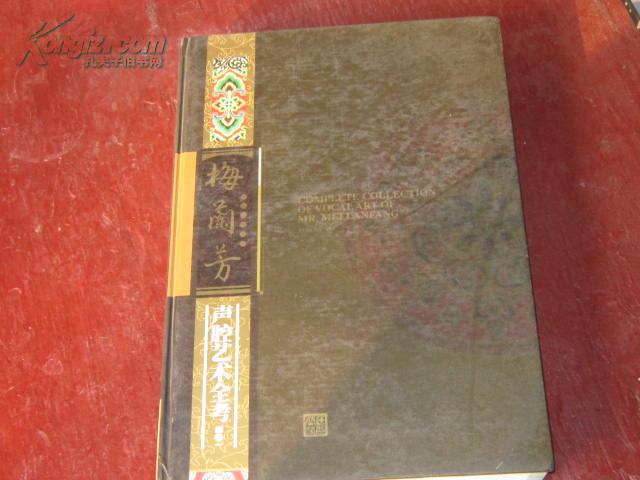 Kongfz.com
孔夫子旧书网
梅蘭芳
声腔艺术全考
COMPLETE COLLECTION
OF VOCAL ART OF
MR. MEI LANFANG